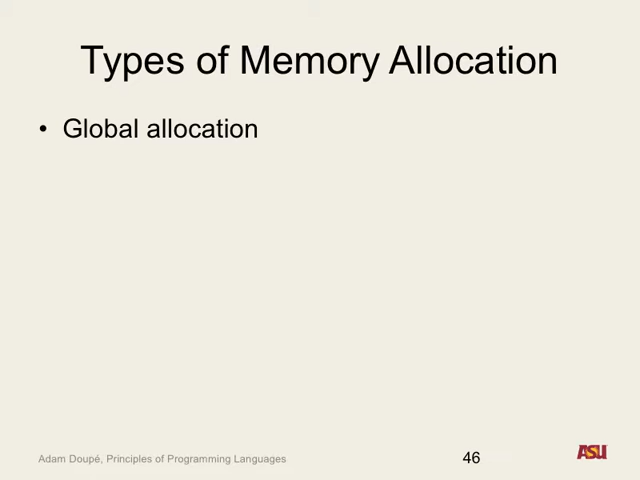 Types of Memory Allocation
• Global allocation
Adam Doupé, Principles of Programming Languages
46
ASU